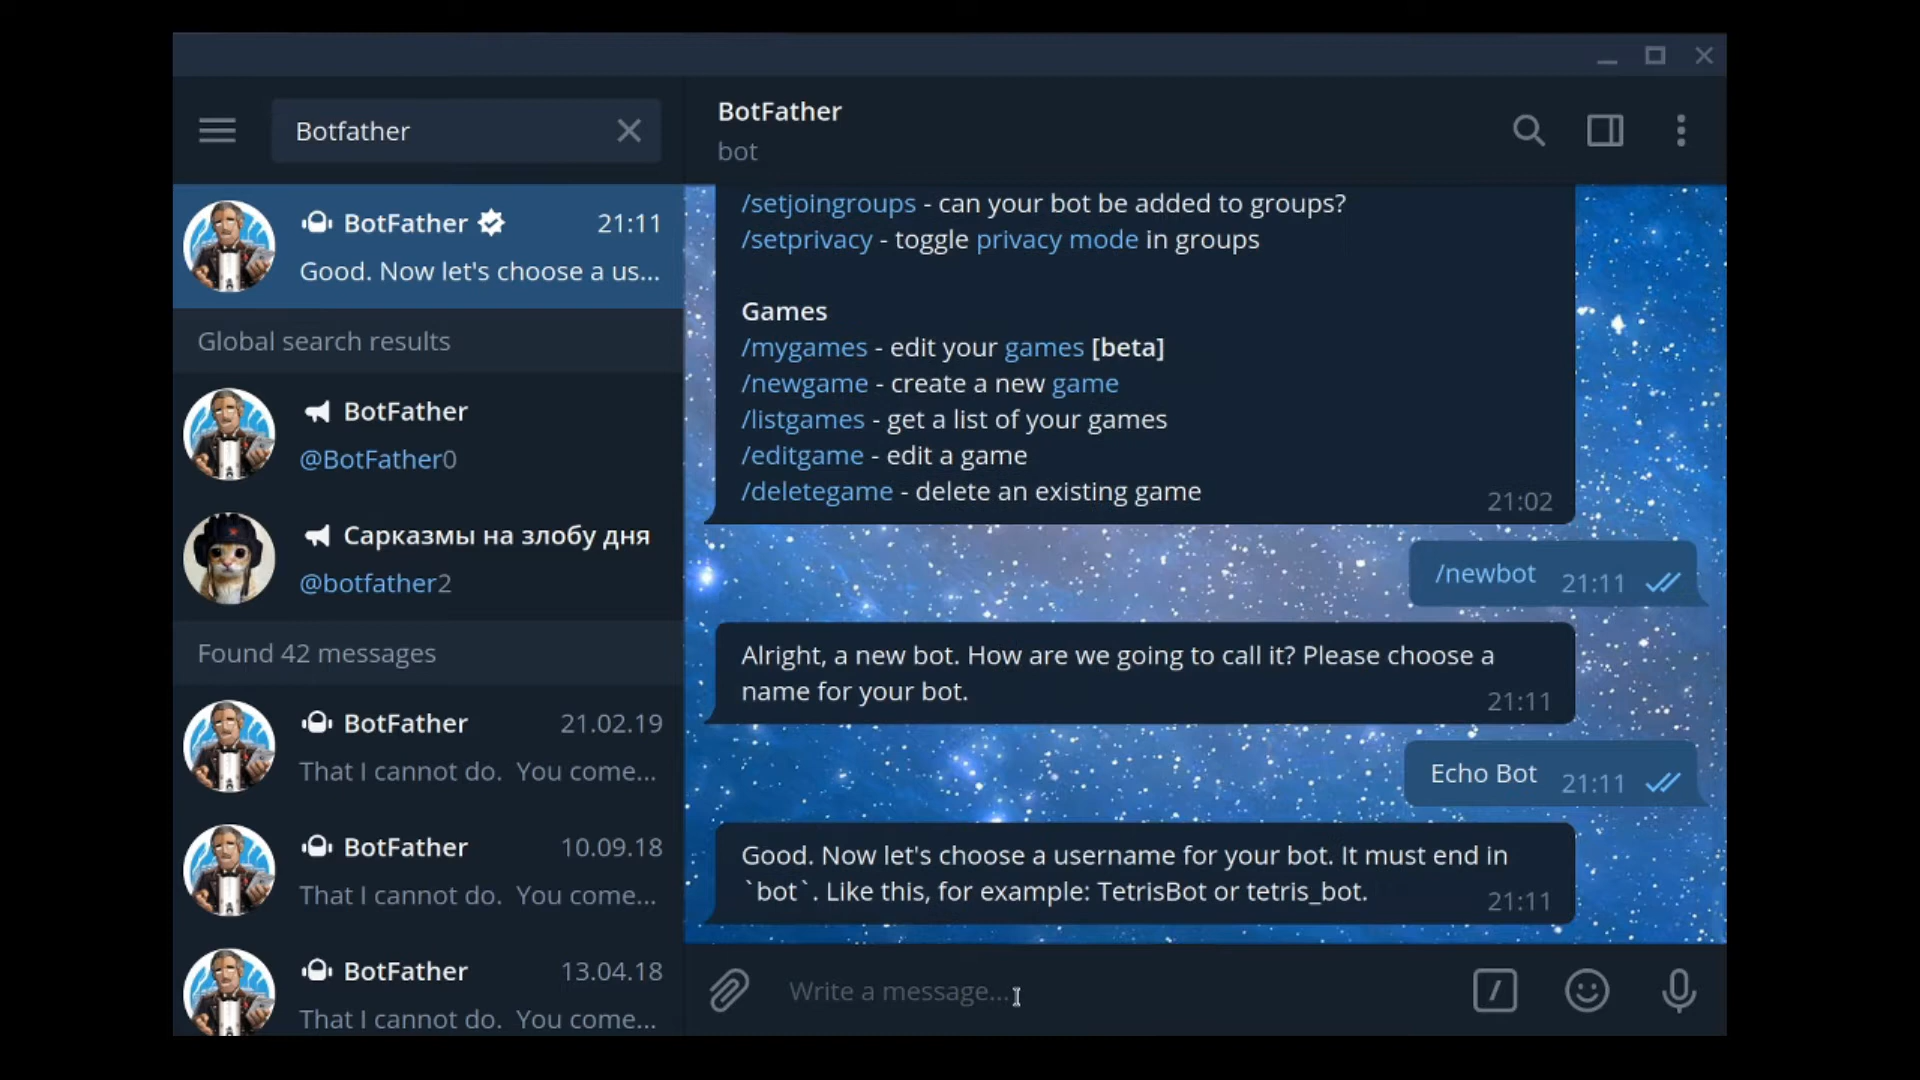 Botfather
BotFather 21:11
Good. Now let's choose a us...
Global search results
BotFather
@BotFather0
Сарказмы на злобу дня
@botfather2
Found 42 messages
BotFather 21.02.19
That I cannot do. You come...
BotFather 10.09.18
That I cannot do. You come...
BotFather 13.04.18
That I cannot do. You come...
BotFather
bot
/setjoingroups - can your bot be added to groups?
/setprivacy - toggle privacy mode in groups
Games
/mygames - edit your games [beta]
/newgame - create a new game
/listgames - get a list of your games
/editgame - edit a game
/deletegame - delete an existing game
21:02
/newbot 21:11
Alright, a new bot. How are we going to call it? Please choose a
name for your bot.
21:11
Echo Bot 21:11
Good. Now let's choose a username for your bot. It must end in
`bot`. Like this, for example: TetrisBot or tetris_bot.
21:11
Write a message...